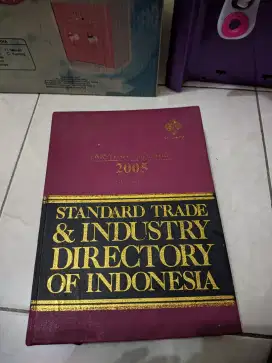 2005
STANDARD TRADE
& INDUSTRY
DIRECTORY
OF INDONESIA